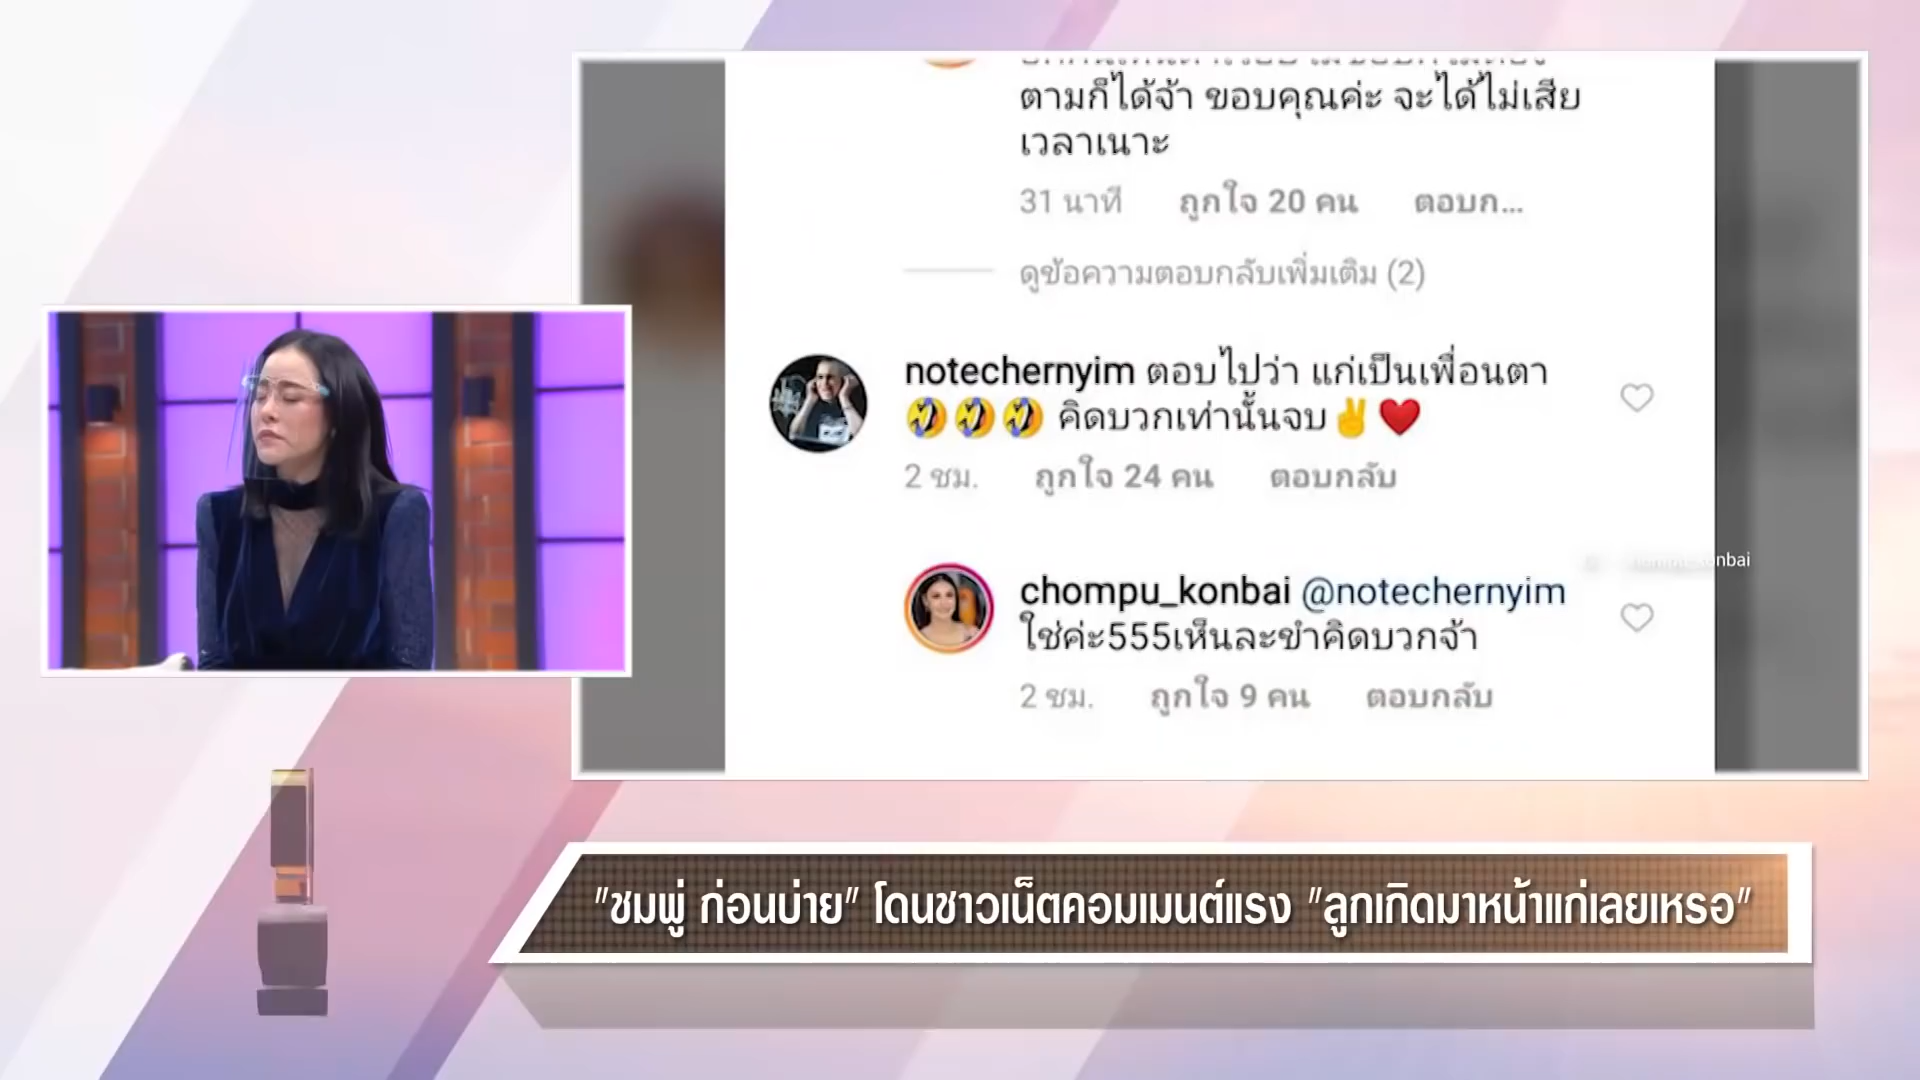 ตามก็ได้จ้า ขอบคุณค่ะ จะได้ไม่เสีย
เวลาเนาะ
31 นาที ถูกใจ 20 คน ตอบก...
ดูข้อความตอบกลับเพิ่มเติม (2)
notechernyim ตอบไปว่า แก่เป็นเพื่อนตา
🤣🤣🤣 คิดบวกเท่านั้นจบ✌️❤️
2 ชม. ถูกใจ 24 คน ตอบกลับ
chompu_konbai @notechernyim
ใช่ค่ะ555เห็นละขำคิดบวกจ้า
2 ชม. ถูกใจ 9 คน ตอบกลับ
"ชมพู่ ก่อนบ่าย" โดนชาวเน็ตคอมเมนต์แรง "ลูกเกิดมาหน้าแก่เลยเหรอ"